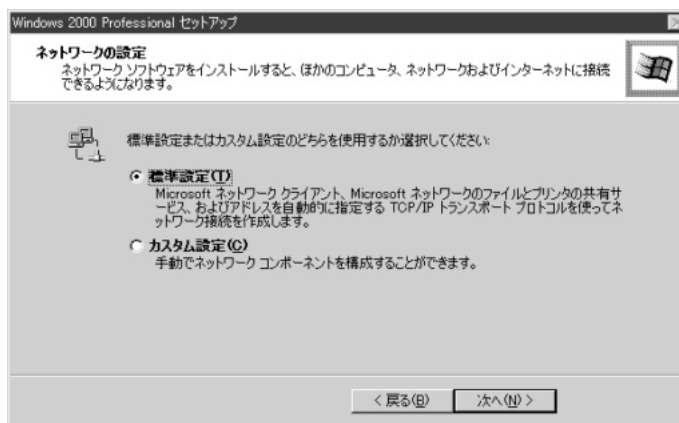 Windows 2000 Professional セットアップ
ネットワークの設定
ネットワーク ソフトウェアをインストールすると、ほかのコンピュータ、ネットワークおよびインターネットに接続
できるようになります。
標準設定またはカスタム設定のどちらを使用するか選択してください:
標準設定(T)
Microsoft ネットワーク クライアント、Microsoft ネットワークのファイルとプリンタの共有サ
ービス、およびアドレスを自動的に指定する TCP/IP トランスポート プロトコルを使ってネ
ットワーク接続を作成します。
カスタム設定(C)
手動でネットワーク コンポーネントを構成することができます。
< 戻る(B)
次へ(N) >